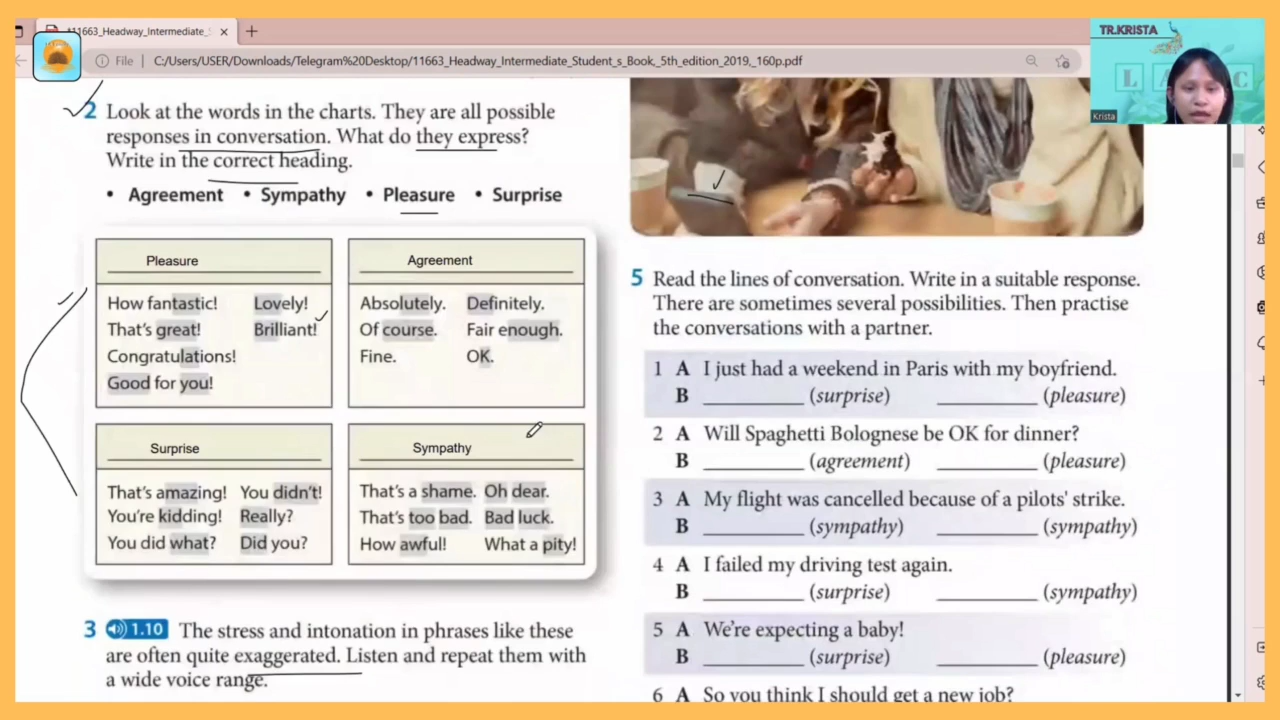 *11663_Headway_Intermediate_S
File C:/Users/USER/Downloads/Telegram%20Desktop/11663_Headway_Intermediate_Student_s_Book,_5th_edition_2019,_160p.pdf
TR.KRISTA
Krista
2 Look at the words in the charts. They are all possible
responses in conversation. What do they express?
Write in the correct heading.
• Agreement • Sympathy • Pleasure • Surprise
Pleasure
How fantastic! Lovely!
That's great! Brilliant!
Congratulations!
Good for you!
Agreement
Absolutely. Definitely.
Of course. Fair enough.
Fine. OK.
Surprise
That's amazing! You didn't!
You're kidding! Really?
You did what? Did you?
Sympathy
That's a shame. Oh dear.
That's too bad. Bad luck.
How awful! What a pity!
3 1.10 The stress and intonation in phrases like these
are often quite exaggerated. Listen and repeat them with
a wide voice range.
5 Read the lines of conversation. Write in a suitable response.
There are sometimes several possibilities. Then practise
the conversations with a partner.
1 A I just had a weekend in Paris with my boyfriend.
B __________ (surprise) __________ (pleasure)
2 A Will Spaghetti Bolognese be OK for dinner?
B __________ (agreement) __________ (pleasure)
3 A My flight was cancelled because of a pilots' strike.
B __________ (sympathy) __________ (sympathy)
4 A I failed my driving test again.
B __________ (surprise) __________ (sympathy)
5 A We're expecting a baby!
B __________ (surprise) __________ (pleasure)
6 A So you think I should get a new job?